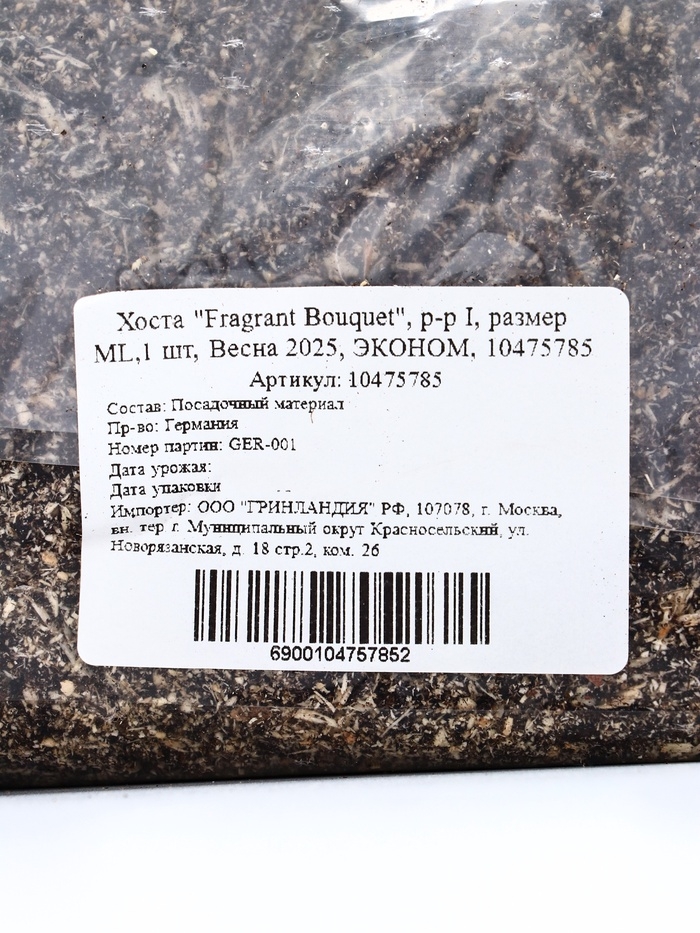 Хоста "Fragrant Bouquet", р-р I, размер
ML,1 шт, Весна 2025, ЭКОНОМ, 10475785
Артикул: 10475785
Состав: Посадочный материал
Пр-во: Германия
Номер партии: GER-001
Дата урожая:
Дата упаковки
Импортер: ООО "ГРИНЛАНДИЯ" РФ, 107078, г. Москва,
вн. тер г. Муниципальный округ Красносельский, ул.
Новорязанская, д. 18 стр.2, ком. 26
6900104757852